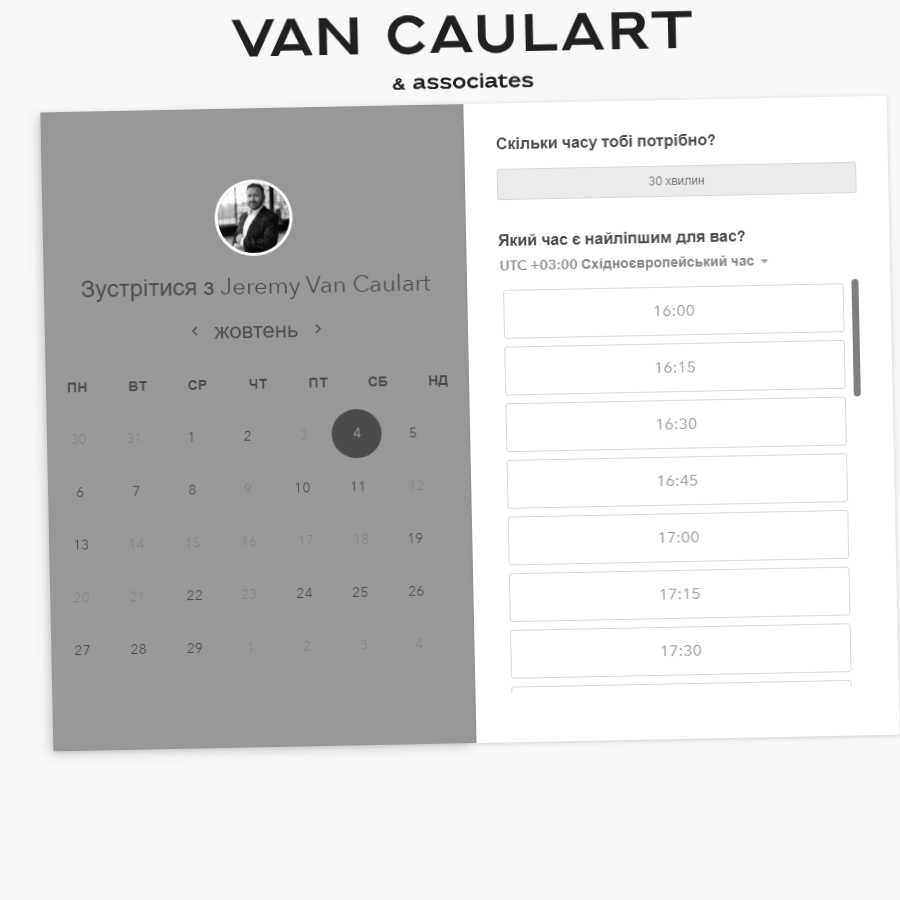 VAN CAULART
& associates
Зустрітися з Jeremy Van Caulart
жовтень
ПН ВТ СР ЧТ ПТ СБ НД
30 31 1 2 3 4 5
6 7 8 9 10 11 12
13 14 15 16 17 18 19
20 21 22 23 24 25 26
27 28 29 1 2 3 4
Скільки часу тобі потрібно?
30 хвилин
Який час є найліпшим для вас?
UTC +03:00 Східноєвропейський час
16:00
16:15
16:30
16:45
17:00
17:15
17:30